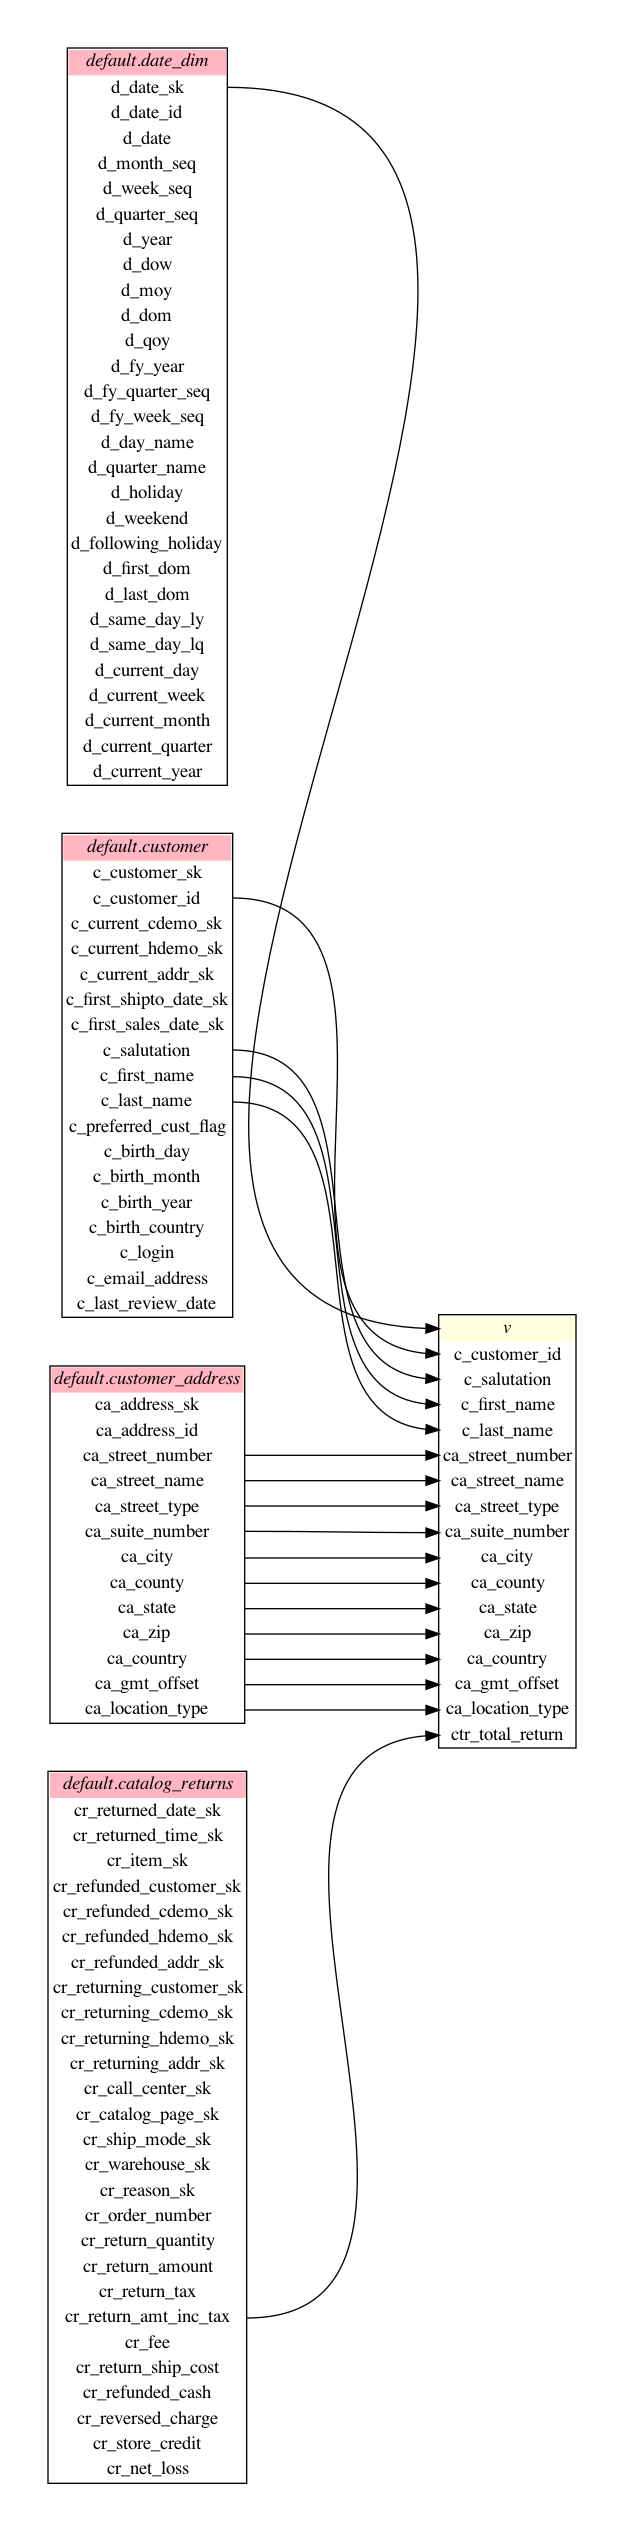 default.date_dim
d_date_sk
d_date_id
d_date
d_month_seq
d_week_seq
d_quarter_seq
d_year
d_dow
d_moy
d_dom
d_qoy
d_fy_year
d_fy_quarter_seq
d_fy_week_seq
d_day_name
d_quarter_name
d_holiday
d_weekend
d_following_holiday
d_first_dom
d_last_dom
d_same_day_ly
d_same_day_lq
d_current_day
d_current_week
d_current_month
d_current_quarter
d_current_year
default.customer
c_customer_sk
c_customer_id
c_current_cdemo_sk
c_current_hdemo_sk
c_current_addr_sk
c_first_shipto_date_sk
c_first_sales_date_sk
c_salutation
c_first_name
c_last_name
c_preferred_cust_flag
c_birth_day
c_birth_month
c_birth_year
c_birth_country
c_login
c_email_address
c_last_review_date
default.customer_address
ca_address_sk
ca_address_id
ca_street_number
ca_street_name
ca_street_type
ca_suite_number
ca_city
ca_county
ca_state
ca_zip
ca_country
ca_gmt_offset
ca_location_type
v
c_customer_id
c_salutation
c_first_name
c_last_name
ca_street_number
ca_street_name
ca_street_type
ca_suite_number
ca_city
ca_county
ca_state
ca_zip
ca_country
ca_gmt_offset
ca_location_type
ctr_total_return
default.catalog_returns
cr_returned_date_sk
cr_returned_time_sk
cr_item_sk
cr_refunded_customer_sk
cr_refunded_cdemo_sk
cr_refunded_hdemo_sk
cr_refunded_addr_sk
cr_returning_customer_sk
cr_returning_cdemo_sk
cr_returning_hdemo_sk
cr_returning_addr_sk
cr_call_center_sk
cr_catalog_page_sk
cr_ship_mode_sk
cr_warehouse_sk
cr_reason_sk
cr_order_number
cr_return_quantity
cr_return_amount
cr_return_tax
cr_return_amt_inc_tax
cr_fee
cr_return_ship_cost
cr_refunded_cash
cr_reversed_charge
cr_store_credit
cr_net_loss